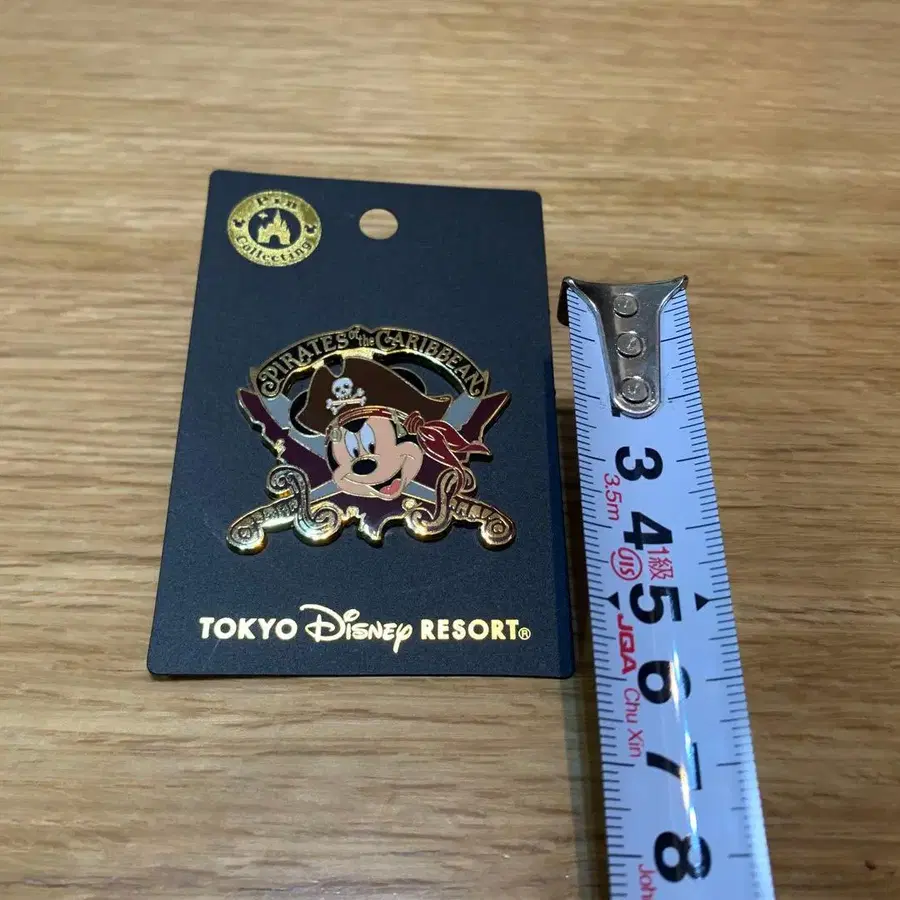 Pin
Collecting
PIRATES of the CARIBBEAN
TOKYO Disney RESORT®
3
3.5m
4
1級
JIS
5
JQA
6
Chu Xin
7
8